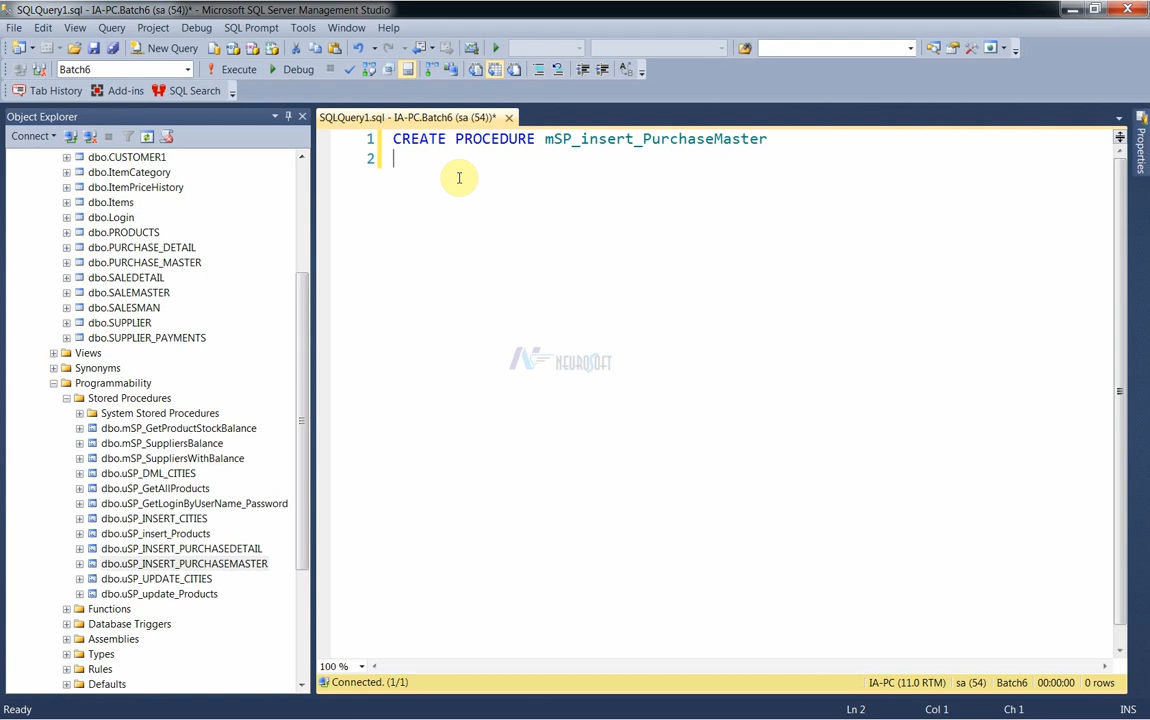 SQLQuery1.sql - IA-PC.Batch6 (sa (54))* - Microsoft SQL Server Management Studio
File Edit View Query Project Debug SQL Prompt Tools Window Help
New Query
Batch6 Execute Debug
Tab History Add-ins SQL Search
Object Explorer
Connect
dbo.CUSTOMER1
dbo.ItemCategory
dbo.ItemPriceHistory
dbo.Items
dbo.Login
dbo.PRODUCTS
dbo.PURCHASE_DETAIL
dbo.PURCHASE_MASTER
dbo.SALEDETAIL
dbo.SALEMASTER
dbo.SALESMAN
dbo.SUPPLIER
dbo.SUPPLIER_PAYMENTS
Views
Synonyms
Programmability
Stored Procedures
System Stored Procedures
dbo.mSP_GetProductStockBalance
dbo.mSP_SuppliersBalance
dbo.mSP_SuppliersWithBalance
dbo.uSP_DML_CITIES
dbo.uSP_GetAllProducts
dbo.uSP_GetLoginByUserName_Password
dbo.uSP_INSERT_CITIES
dbo.uSP_insert_Products
dbo.uSP_INSERT_PURCHASEDETAIL
dbo.uSP_INSERT_PURCHASEMASTER
dbo.uSP_UPDATE_CITIES
dbo.uSP_update_Products
Functions
Database Triggers
Assemblies
Types
Rules
Defaults
SQLQuery1.sql - IA-PC.Batch6 (sa (54))*
1 CREATE PROCEDURE mSP_insert_PurchaseMaster
2
NEUROSOFT
100 %
Connected. (1/1) IA-PC (11.0 RTM) sa (54) Batch6 00:00:00 0 rows
Properties
Ready Ln 2 Col 1 Ch 1 INS